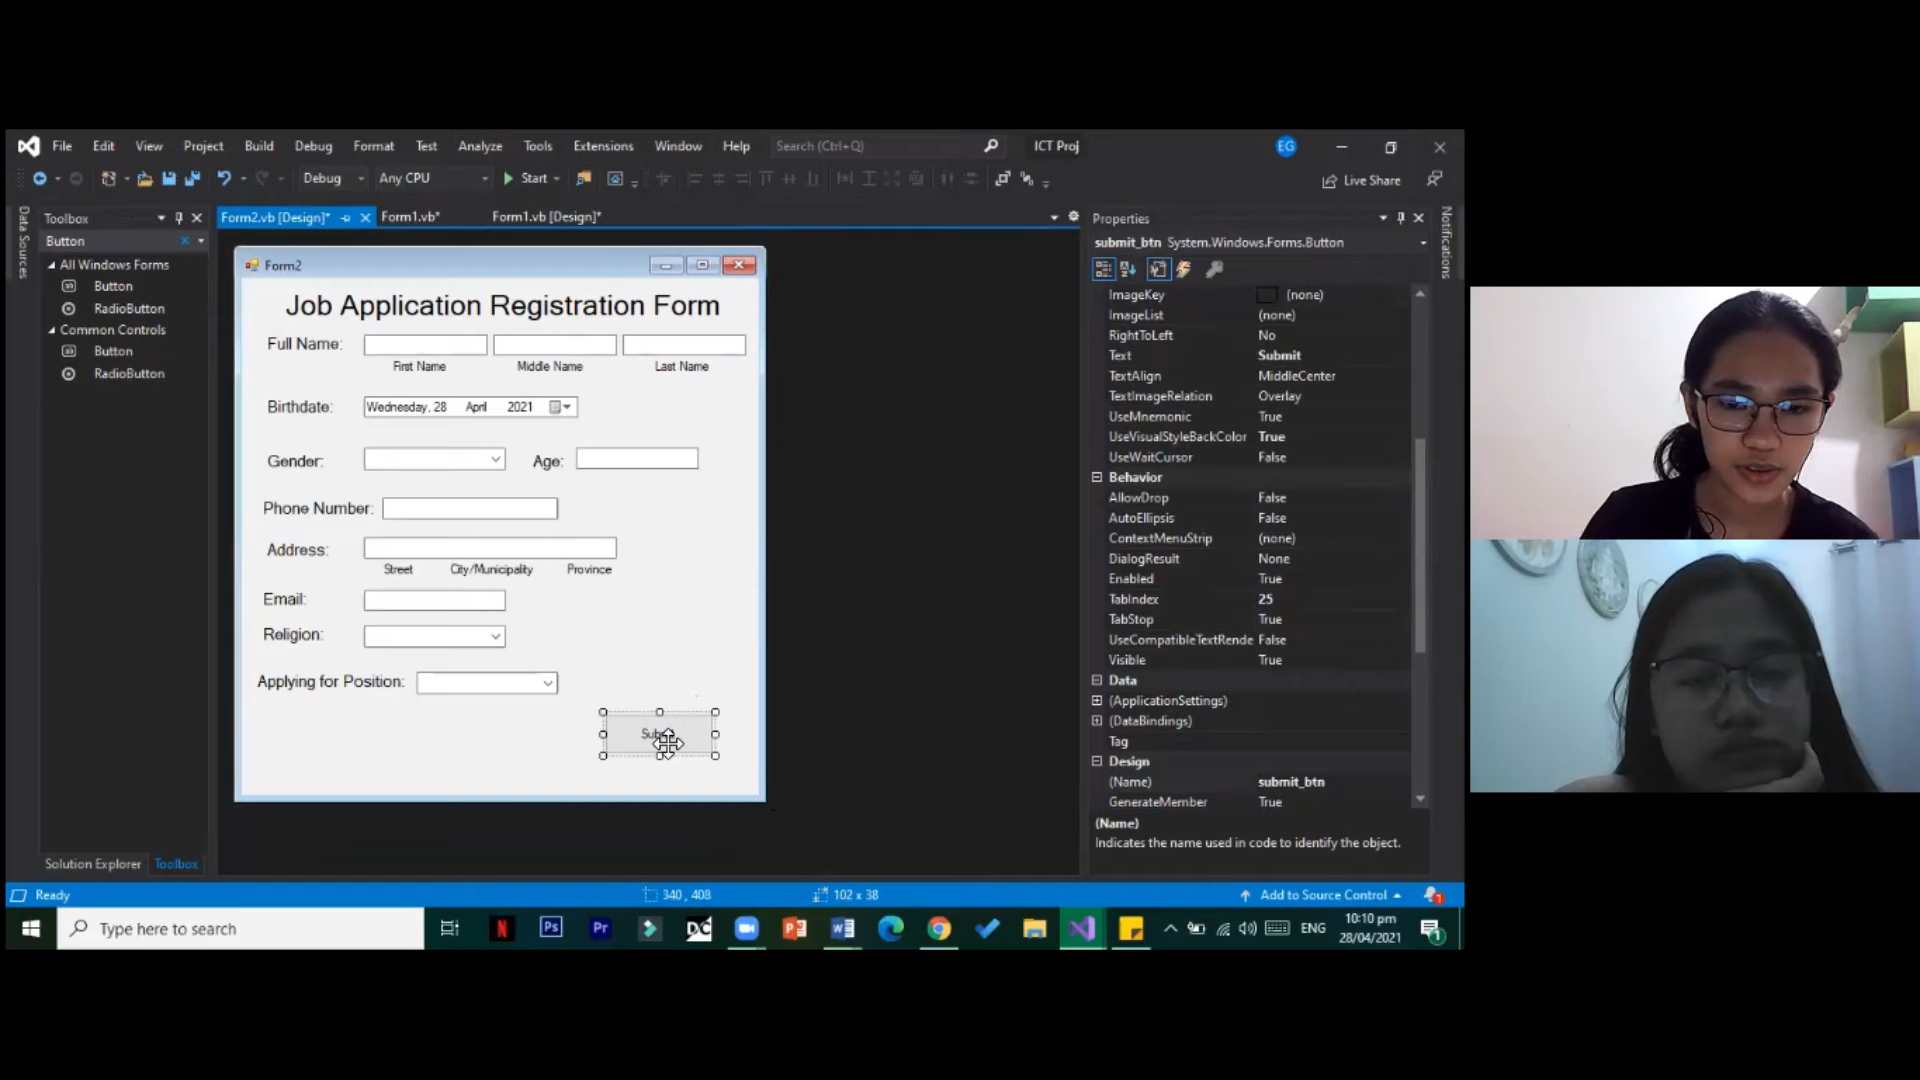 File Edit View Project Build Debug Format Test Analyze Tools Extensions Window Help Search (Ctrl+Q) ICT Proj EG
Debug Any CPU Start Live Share
Data Sources
Toolbox
Button
All Windows Forms
Button
RadioButton
Common Controls
Button
RadioButton
Solution Explorer Toolbox
Form2.vb [Design]* Form1.vb* Form1.vb [Design]*
Form2
Job Application Registration Form
Full Name:
First Name Middle Name Last Name
Birthdate: Wednesday, 28 April 2021
Gender: Age:
Phone Number:
Address:
Street City/Municipality Province
Email:
Religion:
Applying for Position:
Properties
submit_btn System.Windows.Forms.Button
ImageKey (none)
ImageList (none)
RightToLeft No
Text Submit
TextAlign MiddleCenter
TextImageRelation Overlay
UseMnemonic True
UseVisualStyleBackColor True
UseWaitCursor False
Behavior
AllowDrop False
AutoEllipsis False
ContextMenuStrip (none)
DialogResult None
Enabled True
TabIndex 25
TabStop True
UseCompatibleTextRende False
Visible True
Data
(ApplicationSettings)
(DataBindings)
Tag
Design
(Name) submit_btn
GenerateMember True
(Name)
Indicates the name used in code to identify the object.
Notifications
Ready 340, 408 102 x 38 Add to Source Control 1
Type here to search N Ps Pr DC ENG 10:10 pm
28/04/2021 1